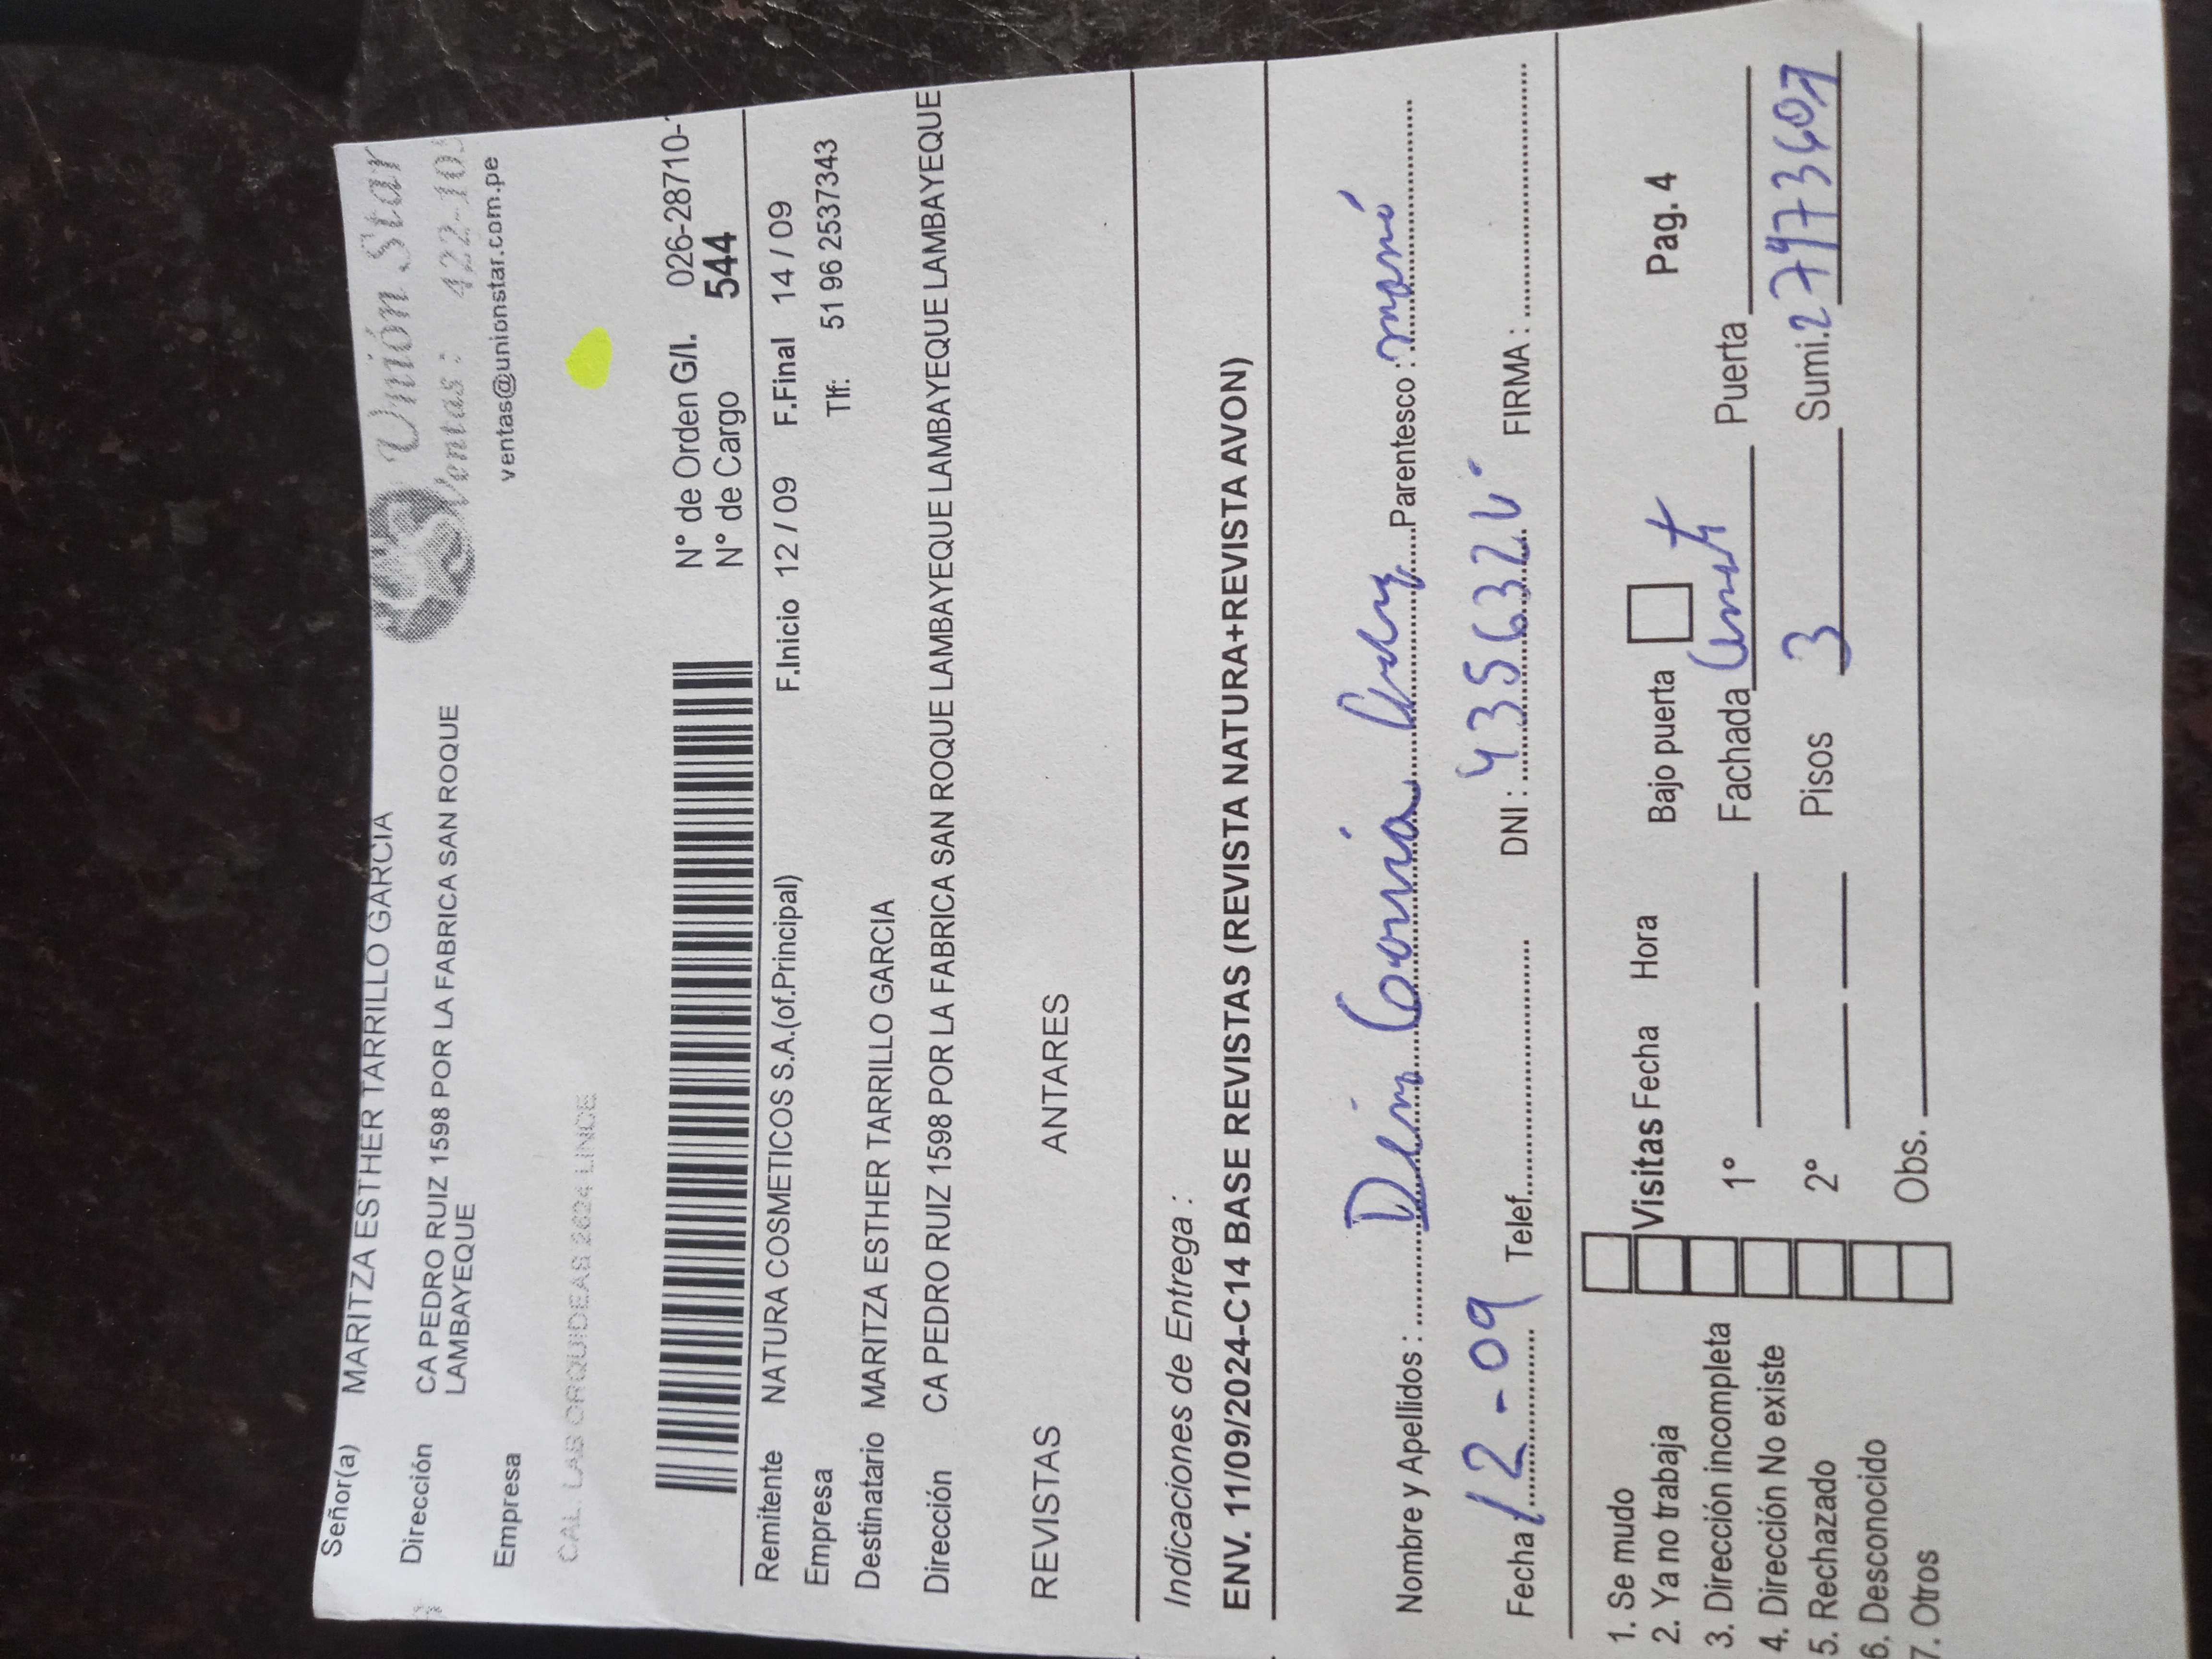 Señor(a) MARITZA ESTHER TARRILLO GARCIA
Unión Star
Dirección CA PEDRO RUIZ 1598 POR LA FABRICA SAN ROQUE
LAMBAYEQUE
Ventas : 422-10
Empresa
ventas@unionstar.com.pe
CAL. LAS ORQUIDEAS 2624 LINCE
N° de Orden G/I. 026-28710-
N° de Cargo 544
Remitente NATURA COSMETICOS S.A.(of.Principal) F.Inicio 12 / 09 F.Final 14 / 09
Empresa Tlf: 51 96 2537343
Destinatario MARITZA ESTHER TARRILLO GARCIA
Dirección CA PEDRO RUIZ 1598 POR LA FABRICA SAN ROQUE LAMBAYEQUE LAMBAYEQUE LAMBAYEQUE
REVISTAS ANTARES
Indicaciones de Entrega :
ENV. 11/09/2024-C14 BASE REVISTAS (REVISTA NATURA+REVISTA AVON)
Nombre y Apellidos : Parentesco :
Fecha 12-09 Telef. DNI : FIRMA :
1. Se mudo
2. Ya no trabaja Visitas Fecha Hora Bajo puerta Pag. 4
3. Dirección incompleta 1° Fachada Puerta
4. Dirección No existe
5. Rechazado 2° Pisos 3 Sumi.
6. Desconocido
7. Otros Obs.